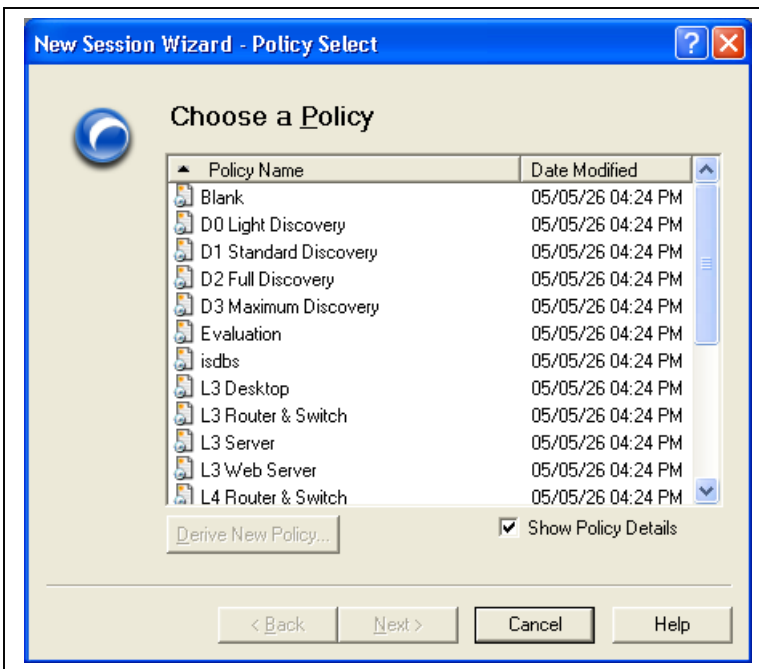 New Session Wizard - Policy Select
Choose a Policy
Policy Name Date Modified
Blank 05/05/26 04:24 PM
D0 Light Discovery 05/05/26 04:24 PM
D1 Standard Discovery 05/05/26 04:24 PM
D2 Full Discovery 05/05/26 04:24 PM
D3 Maximum Discovery 05/05/26 04:24 PM
Evaluation 05/05/26 04:24 PM
isdbs 05/05/26 04:24 PM
L3 Desktop 05/05/26 04:24 PM
L3 Router & Switch 05/05/26 04:24 PM
L3 Server 05/05/26 04:24 PM
L3 Web Server 05/05/26 04:24 PM
L4 Router & Switch 05/05/26 04:24 PM
Derive New Policy... Show Policy Details
< Back Next > Cancel Help